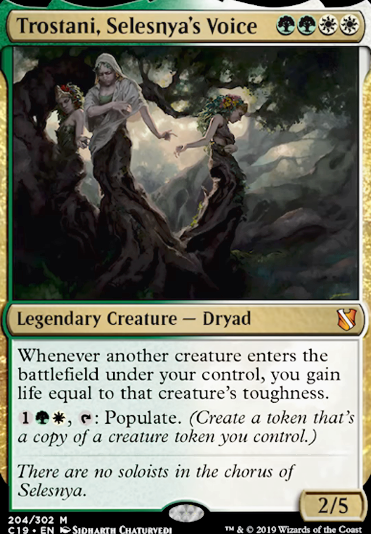 Trostani, Selesnya's Voice
Legendary Creature — Dryad
Whenever another creature enters the
battlefield under your control, you gain
life equal to that creature's toughness.
1 , : Populate. (Create a token that's
a copy of a creature token you control.)
There are no soloists in the chorus of
Selesnya.
2/5
204/302 M
C19 • EN Sidharth Chaturvedi
™ & © 2019 Wizards of the Coast